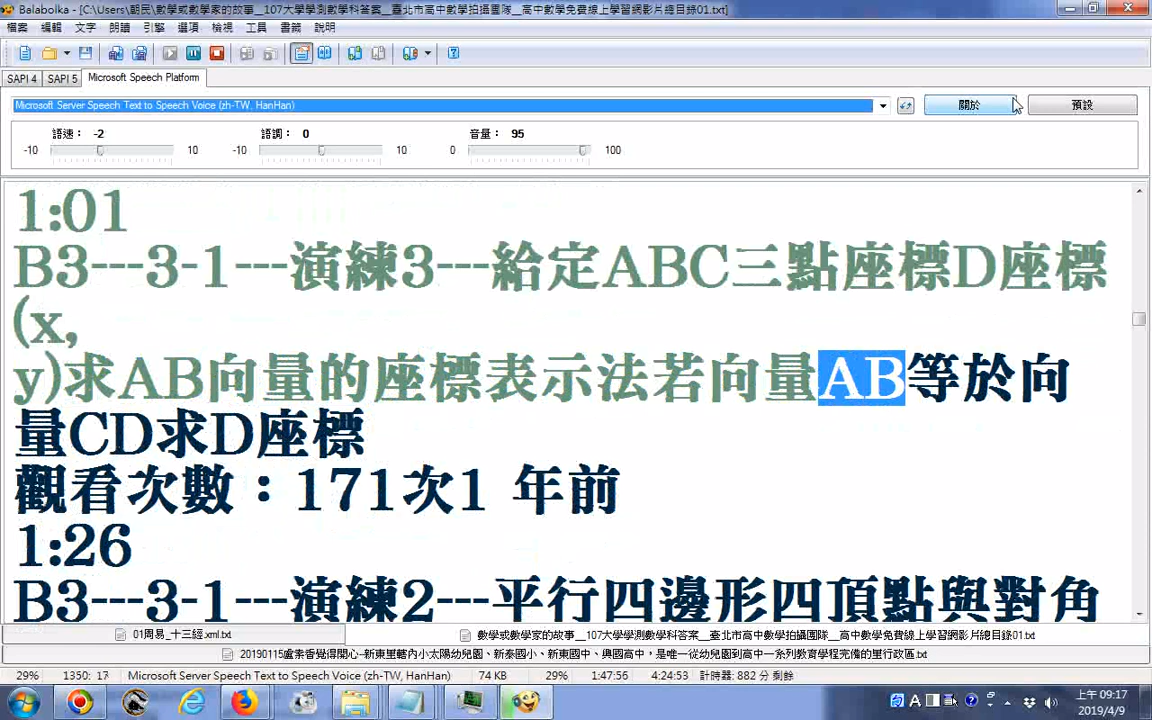 Balabolka - [C:\Users\朝民\數學或數學家的故事__107大學學測數學科答案__臺北市高中數學拍攝團隊__高中數學免費線上學習網影片總目錄01.txt]
檔案 編輯 文字 朗讀 引擎 選項 檢視 工具 書籤 說明
SAPI 4 SAPI 5 Microsoft Speech Platform
Microsoft Server Speech Text to Speech Voice (zh-TW, HanHan) 關於 預設
語速： -2 語調： 0 音量： 95
-10 10 -10 10 0 100
1:01
B3---3-1---演練3---給定ABC三點座標D座標
(x,
y)求AB向量的座標表示法若向量AB等於向
量CD求D座標
觀看次數：171次1 年前
1:26
B3---3-1---演練2---平行四邊形四頂點與對角
01周易_十三經.xml.txt 數學或數學家的故事__107大學學測數學科答案__臺北市高中數學拍攝團隊__高中數學免費線上學習網影片總目錄01.txt
20190115盧素香覺得開心--新東里轄內小太陽幼兒園、新泰國小、新東國中、興國高中，是唯一從幼兒園到高中一系列教育學程完備的里行政區.txt
29% 1350: 17 Microsoft Server Speech Text to Speech Voice (zh-TW, HanHan) 74 KB 29% 1:47:56 4:24:53 計時器: 882 分 剩餘
上午 09:17
2019/4/9